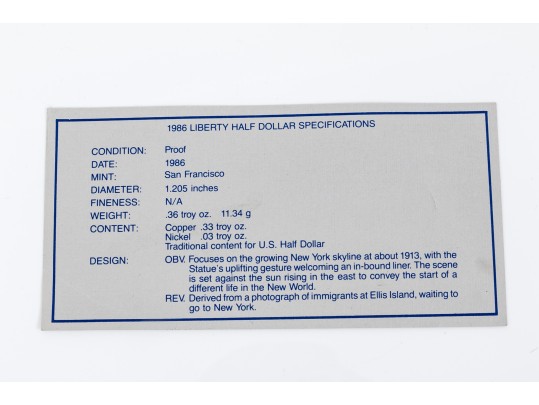 1986 LIBERTY HALF DOLLAR SPECIFICATIONS
CONDITION: Proof
DATE: 1986
MINT: San Francisco
DIAMETER: 1.205 inches
FINENESS: N/A
WEIGHT: .36 troy oz. 11.34 g
CONTENT: Copper .33 troy oz.
Nickel .03 troy oz.
Traditional content for U.S. Half Dollar
DESIGN: OBV. Focuses on the growing New York skyline at about 1913, with the
Statue's uplifting gesture welcoming an in-bound liner. The scene
is set against the sun rising in the east to convey the start of a
different life in the New World.
REV. Derived from a photograph of immigrants at Ellis Island, waiting to
go to New York.